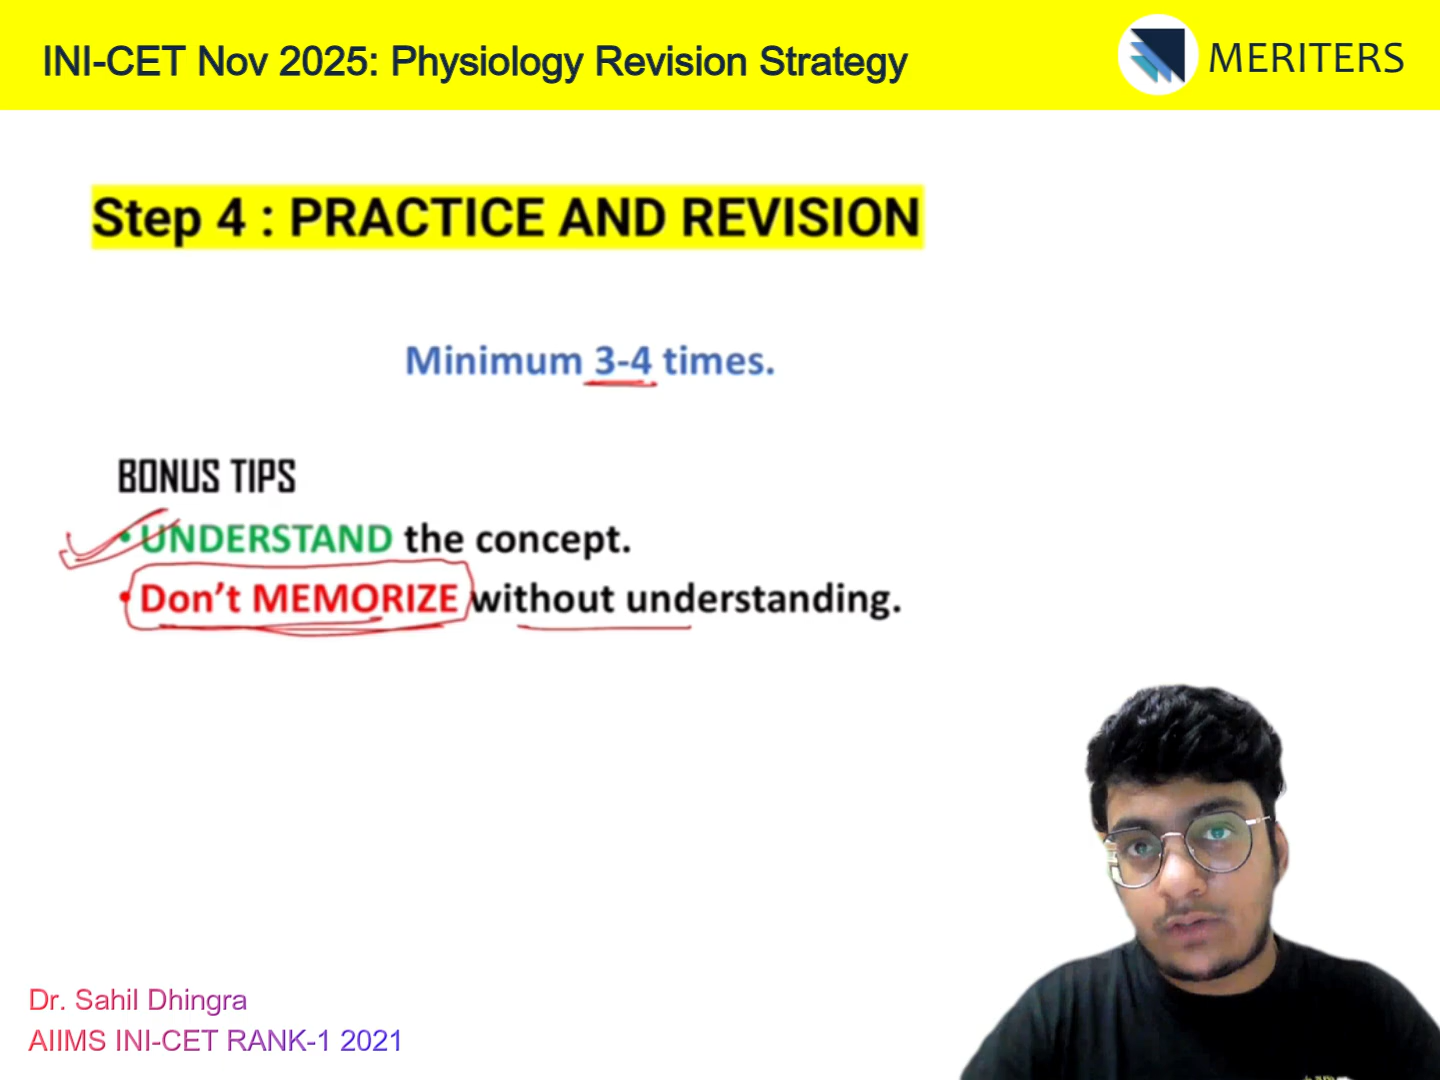 INI-CET Nov 2025: Physiology Revision Strategy
MERITERS
Step 4 : PRACTICE AND REVISION
Minimum 3-4 times.
BONUS TIPS
• UNDERSTAND the concept.
• Don’t MEMORIZE without understanding.
Dr. Sahil Dhingra
AIIMS INI-CET RANK-1 2021